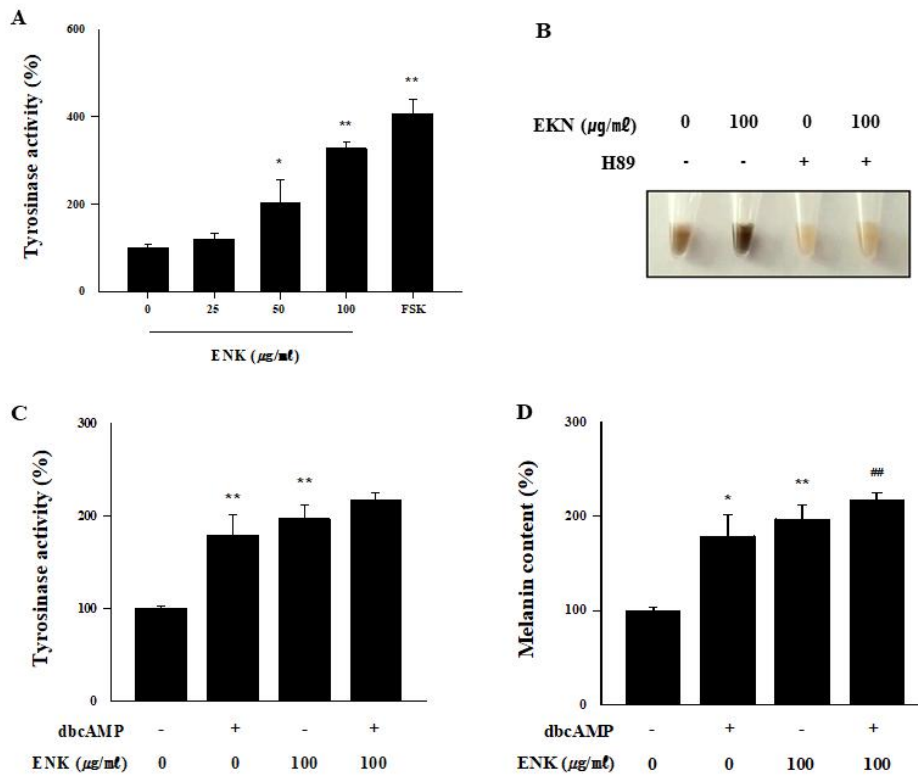 A
Tyrosinase activity (%)
600
400
200
0
*
**
**
0 25 50 100 FSK
ENK (μg/㎖)
B
EKN (μg/㎖) 0 100 0 100
H89 - - + +
C
Tyrosinase activity (%)
300
200
100
0
**
**
dbcAMP - + - +
ENK (μg/㎖) 0 0 100 100
D
Melanin content (%)
300
200
100
0
*
**
##
dbcAMP - + - +
ENK (μg/㎖) 0 0 100 100